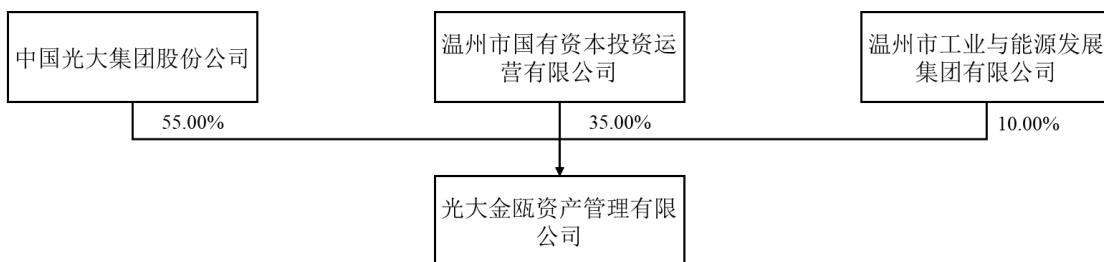 中国光大集团股份公司
温州市国有资本投资运
营有限公司
温州市工业与能源发展
集团有限公司
55.00%
35.00%
10.00%
光大金瓯资产管理有限
公司